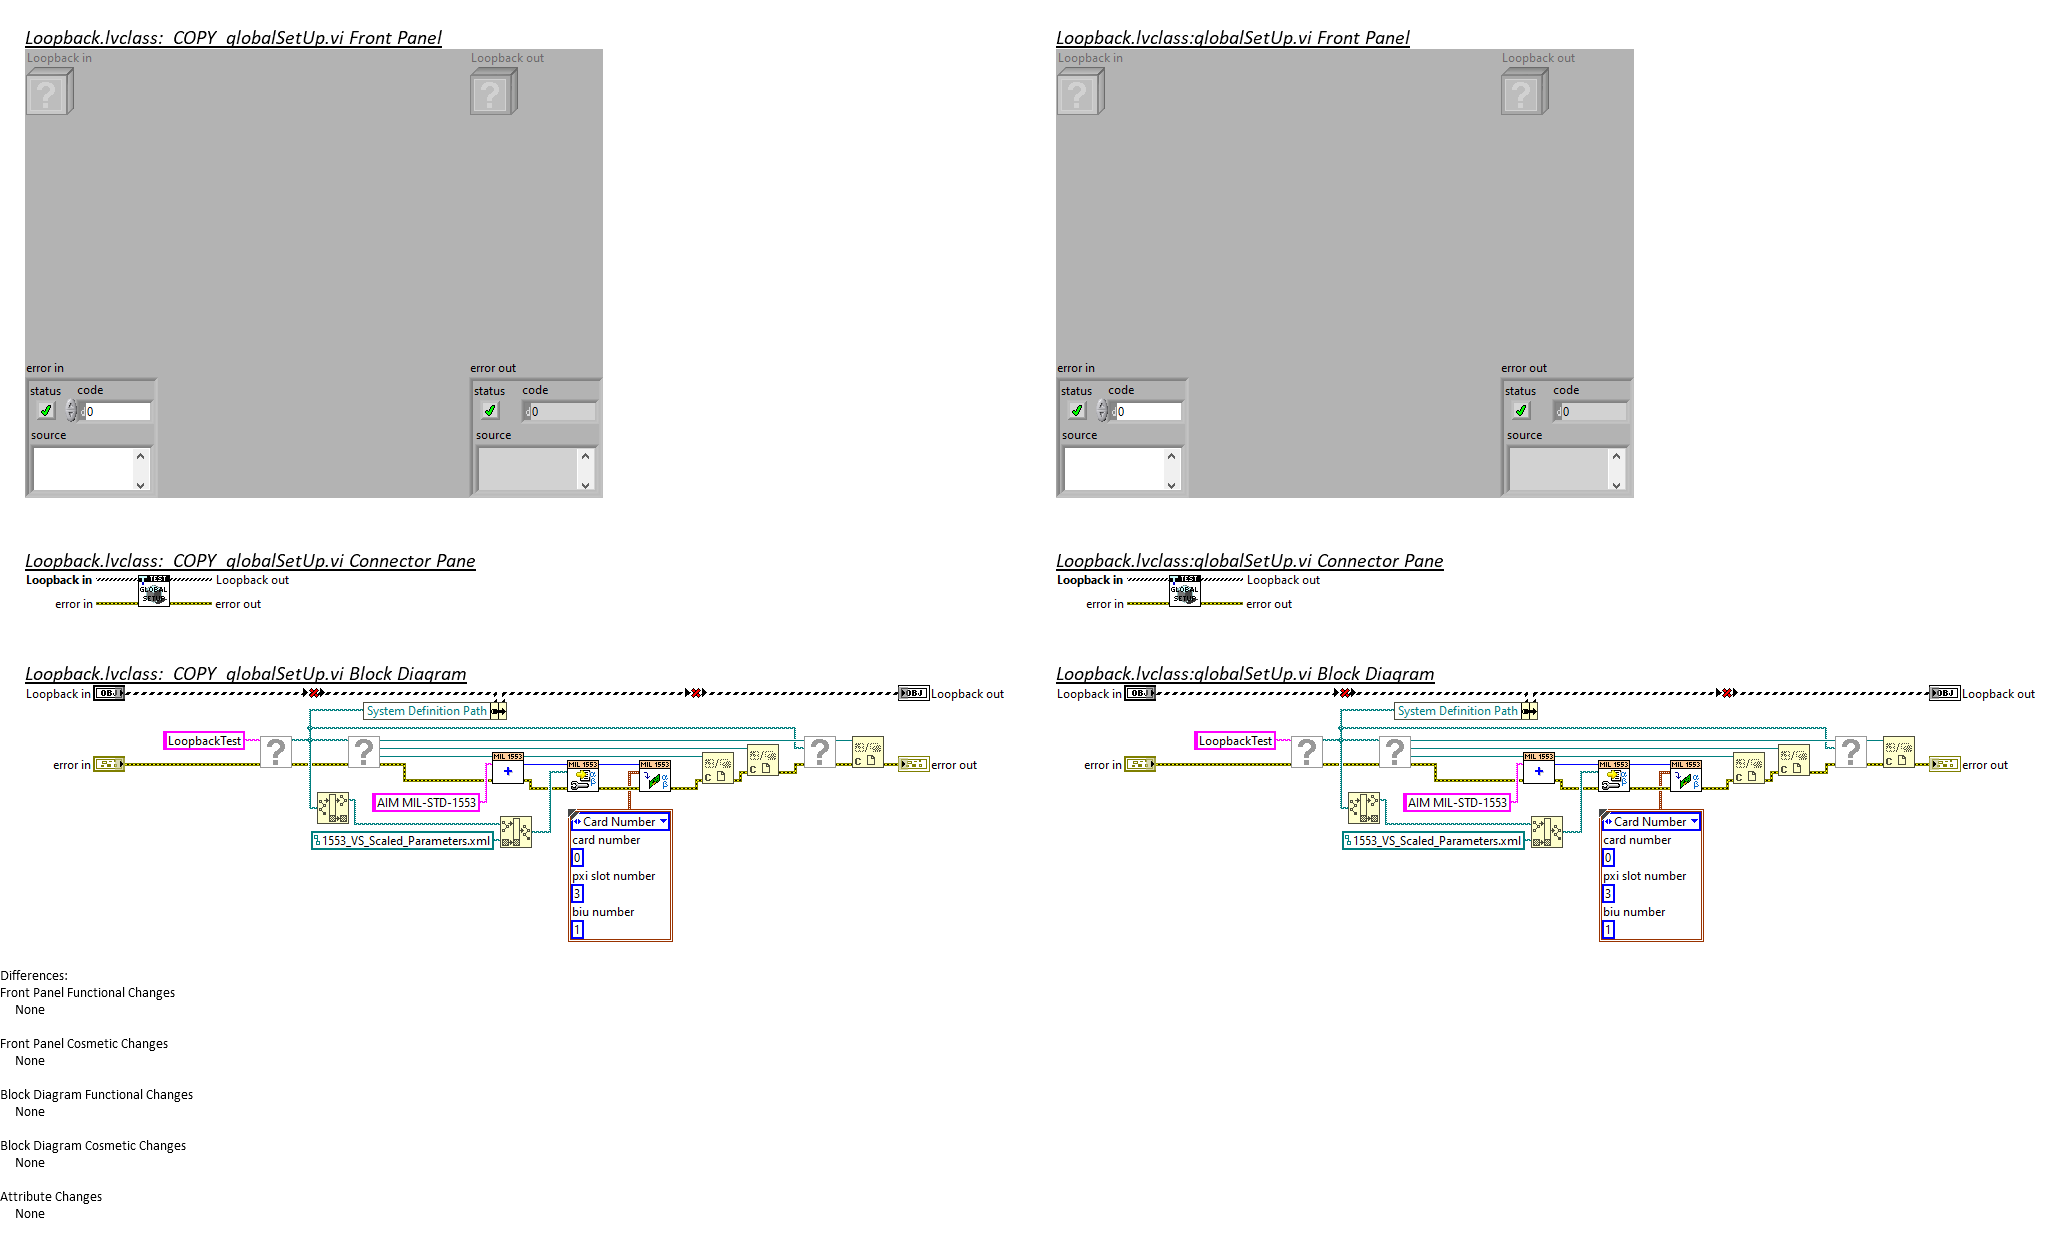 Loopback.lvclass:_COPY_globalSetUp.vi Front Panel
Loopback in
Loopback out
?
?
error in
error out
status code
0
status code
0
source
source
Loopback.lvclass:globalSetUp.vi Front Panel
Loopback in
Loopback out
?
?
error in
error out
status code
0
status code
0
source
source
Loopback.lvclass:_COPY_globalSetUp.vi Connector Pane
Loopback in
TEST
GLOBAL
SETUP
Loopback out
error in
error out
Loopback.lvclass:globalSetUp.vi Connector Pane
Loopback in
TEST
GLOBAL
SETUP
Loopback out
error in
error out
Loopback.lvclass:_COPY_globalSetUp.vi Block Diagram
Loopback in
OBJ
OBJ
Loopback out
System Definition Path
LoopbackTest
?
?
?
error in
error out
MIL 1553
MIL 1553
MIL 1553
C
C
C
AIM MIL-STD-1553
1553_VS_Scaled_Parameters.xml
Card Number
card number
0
pxi slot number
3
biu number
1
Loopback.lvclass:globalSetUp.vi Block Diagram
Loopback in
OBJ
OBJ
Loopback out
System Definition Path
LoopbackTest
?
?
?
error in
error out
MIL 1553
MIL 1553
MIL 1553
C
C
C
AIM MIL-STD-1553
1553_VS_Scaled_Parameters.xml
Card Number
card number
0
pxi slot number
3
biu number
1
Differences:
Front Panel Functional Changes
None
Front Panel Cosmetic Changes
None
Block Diagram Functional Changes
None
Block Diagram Cosmetic Changes
None
Attribute Changes
None